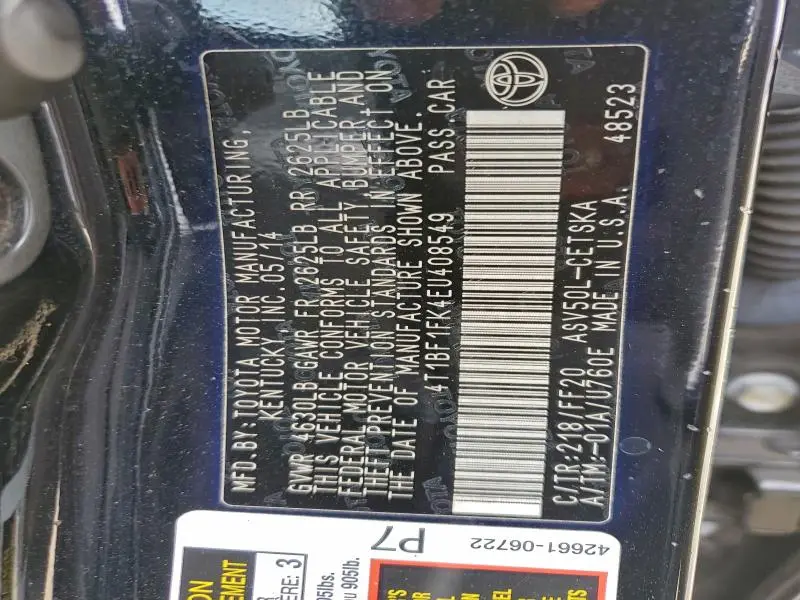 MFD.BY:TOYOTA MOTOR MANUFACTURING,
KENTUCKY, INC.05/14
GVWR 4630LB GAWR FR 2625LB RR 2625LB
THIS VEHICLE CONFORMS TO ALL APPLICABLE
FEDERAL MOTOR VEHICLE SAFETY, BUMPER, AND
THEFT PREVENTION STANDARDS IN EFFECT ON
THE DATE OF MANUFACTURE SHOWN ABOVE.
4T1BF1FK4EU408549 PASS.CAR
C/TR:218/FF20 ASV50L-CETSKA
A/TM:-01A/U760E MADE IN U.S.A. 48523
P7
42661-06722
ERE: 3
905lb.